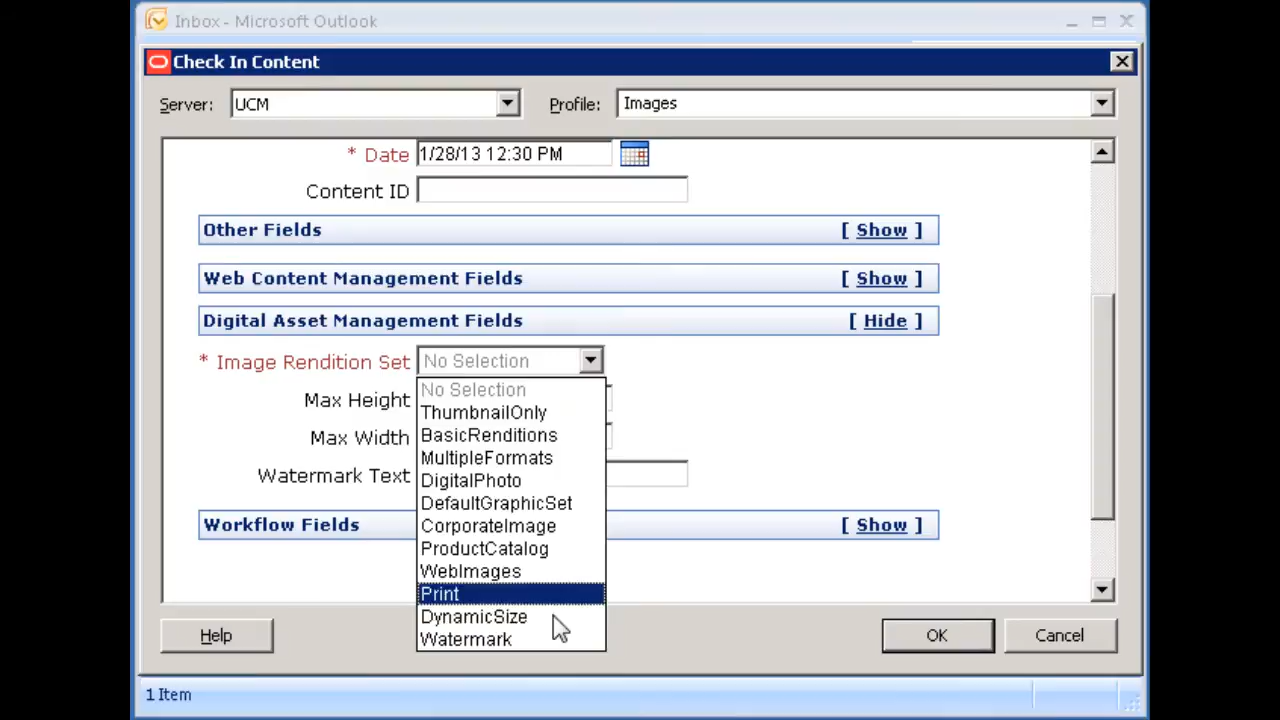 Inbox - Microsoft Outlook
Check In Content
Server: UCM Profile: Images
* Date 1/28/13 12:30 PM
Content ID
Other Fields [ Show ]
Web Content Management Fields [ Show ]
Digital Asset Management Fields [ Hide ]
* Image Rendition Set No Selection
No Selection
Max Height
ThumbnailOnly
BasicRenditions
Max Width
MultipleFormats
Watermark Text
DigitalPhoto
DefaultGraphicSet
Workflow Fields [ Show ]
CorporateImage
ProductCatalog
WebImages
Print
DynamicSize
Watermark
Help OK Cancel
1 Item